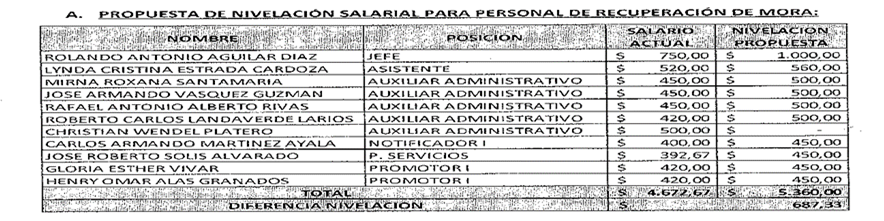 A. PROPUESTA DE NIVELACIÓN SALARIAL PARA PERSONAL DE RECUPERACIÓN DE MORA:
NOMBRE POSICION SALARIO ACTUAL NIVELACION PROPUESTA
ROLANDO ANTONIO AGUILAR DIAZ JEFE $ 750,00 $ 1.000,00
LYNDA CRISTINA ESTRADA CARDOZA ASISTENTE $ 520,00 $ 560,00
MIRNA ROXANA SANTAMARIA AUXILIAR ADMINISTRATIVO $ 450,00 $ 500,00
JOSE ARMANDO VASQUEZ GUZMAN AUXILIAR ADMINISTRATIVO $ 450,00 $ 500,00
RAFAEL ANTONIO ALBERTO RIVAS AUXILIAR ADMINISTRATIVO $ 450,00 $ 500,00
ROBERTO CARLOS LANDAVERDE LARIOS AUXILIAR ADMINISTRATIVO $ 420,00 $ 500,00
CHRISTIAN WENDEL PLATERO AUXILIAR ADMINISTRATIVO $ 500,00 $ -
CARLOS ARMANDO MARTINEZ AYALA NOTIFICADOR I $ 400,00 $ 450,00
JOSE ROBERTO SOLIS ALVARADO P. SERVICIOS $ 392,67 $ 450,00
GLORIA ESTHER VIVAR PROMOTOR I $ 420,00 $ 450,00
HENRY OMAR ALAS GRANADOS PROMOTOR I $ 420,00 $ 450,00
TOTAL $ 4.672,67 $ 5.360,00
DIFERENCIA NIVELACIÓN $ 687,33